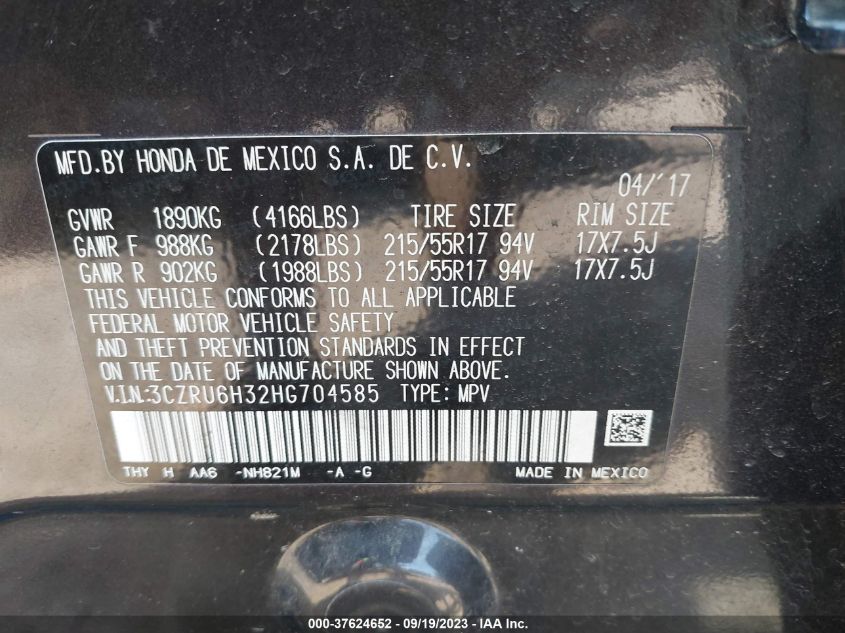 MFD.BY HONDA DE MEXICO S.A. DE C.V.
04/'17
GVWR 1890KG (4166LBS) TIRE SIZE RIM SIZE
GAWR F 988KG (2178LBS) 215/55R17 94V 17X7.5J
GAWR R 902KG (1988LBS) 215/55R17 94V 17X7.5J
THIS VEHICLE CONFORMS TO ALL APPLICABLE
FEDERAL MOTOR VEHICLE SAFETY
AND THEFT PREVENTION STANDARDS IN EFFECT
ON THE DATE OF MANUFACTURE SHOWN ABOVE.
V.I.N:3CZRU6H32HG704585 TYPE: MPV
THY H AA6 -NH821M -A -G MADE IN MEXICO
000-37624652 - 09/19/2023 - IAA Inc.